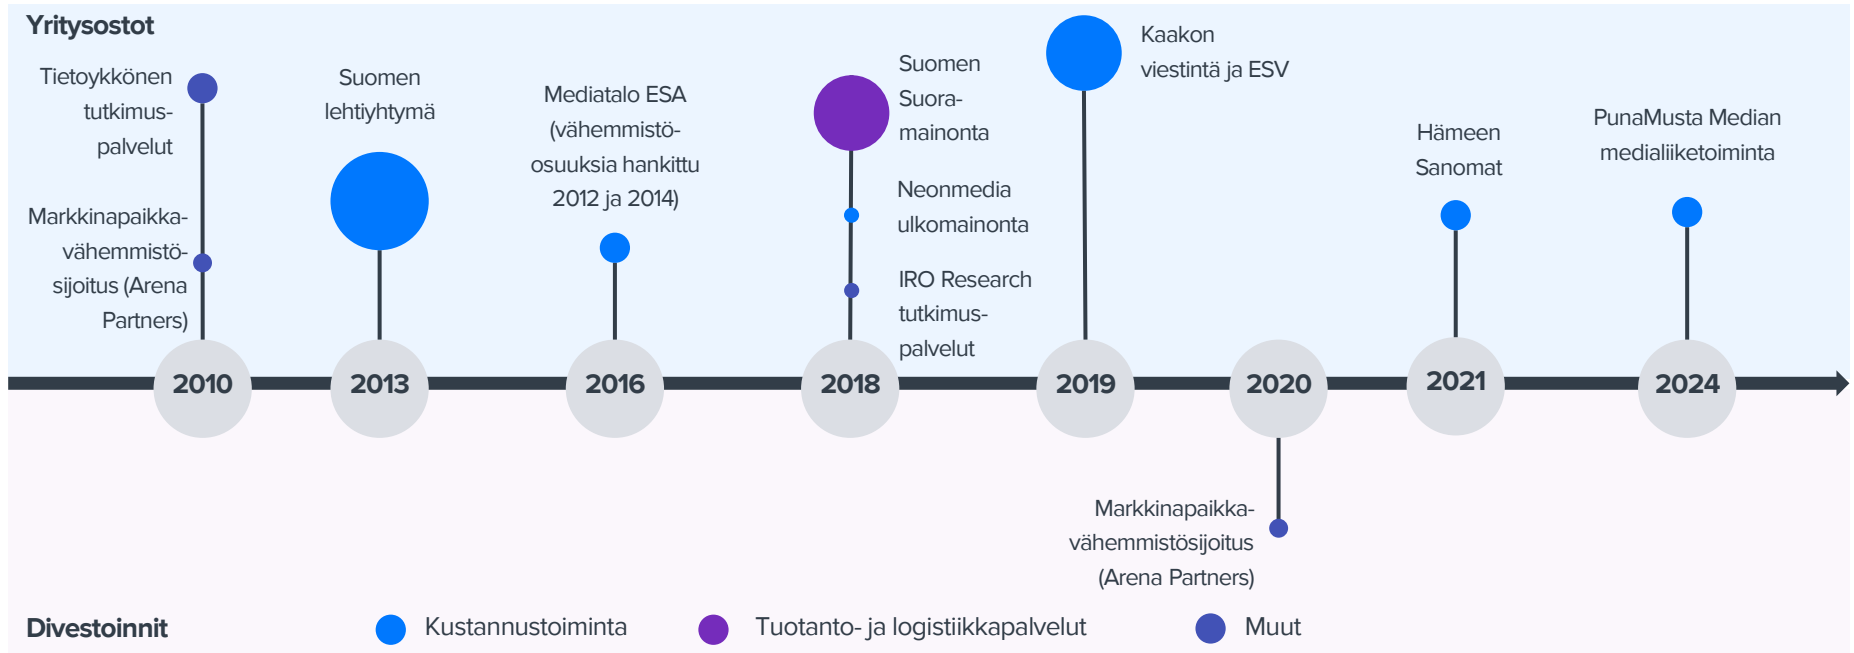 Yritysostot
Tietoykkönen
tutkimus-
palvelut
Markkinapaikka-
vähemmistö-
sijoitus (Arena
Partners)
Suomen
lehtiyhtymä
Mediatalo ESA
(vähemmistö-
osuuksia hankittu
2012 ja 2014)
Suomen
Suora-
mainonta
Neonmedia
ulkomainonta
IRO Research
tutkimus-
palvelut
Kaakon
viestintä ja ESV
Hämeen
Sanomat
PunaMusta Median
medialiiketoiminta
2010
2013
2016
2018
2019
2020
2021
2024
Markkinapaikka-
vähemmistösijoitus
(Arena Partners)
Divestoinnit
Kustannustoiminta
Tuotanto- ja logistiikkapalvelut
Muut